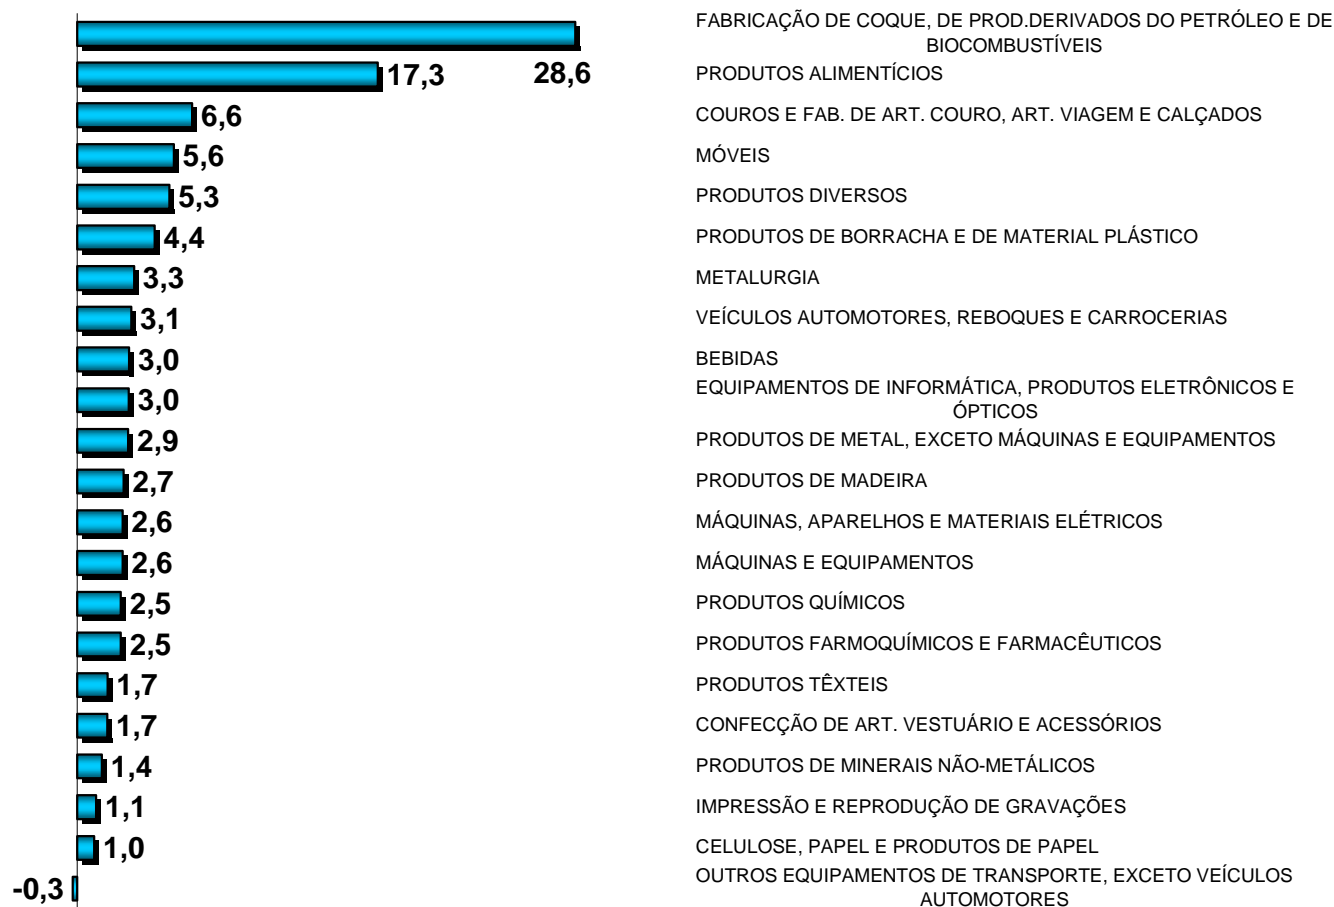 FABRICAÇÃO DE COQUE, DE PROD.DERIVADOS DO PETRÓLEO E DE
BIOCOMBUSTÍVEIS
28,6
17,3
PRODUTOS ALIMENTÍCIOS
6,6
COUROS E FAB. DE ART. COURO, ART. VIAGEM E CALÇADOS
5,6
MÓVEIS
5,3
PRODUTOS DIVERSOS
4,4
PRODUTOS DE BORRACHA E DE MATERIAL PLÁSTICO
3,3
METALURGIA
3,1
VEÍCULOS AUTOMOTORES, REBOQUES E CARROCERIAS
3,0
BEBIDAS
3,0
EQUIPAMENTOS DE INFORMÁTICA, PRODUTOS ELETRÔNICOS E
ÓPTICOS
2,9
PRODUTOS DE METAL, EXCETO MÁQUINAS E EQUIPAMENTOS
2,7
PRODUTOS DE MADEIRA
2,6
MÁQUINAS, APARELHOS E MATERIAIS ELÉTRICOS
2,6
MÁQUINAS E EQUIPAMENTOS
2,5
PRODUTOS QUÍMICOS
2,5
PRODUTOS FARMOQUÍMICOS E FARMACÊUTICOS
1,7
PRODUTOS TÊXTEIS
1,7
CONFECÇÃO DE ART. VESTUÁRIO E ACESSÓRIOS
1,4
PRODUTOS DE MINERAIS NÃO-METÁLICOS
1,1
IMPRESSÃO E REPRODUÇÃO DE GRAVAÇÕES
1,0
CELULOSE, PAPEL E PRODUTOS DE PAPEL
-0,3
OUTROS EQUIPAMENTOS DE TRANSPORTE, EXCETO VEÍCULOS
AUTOMOTORES